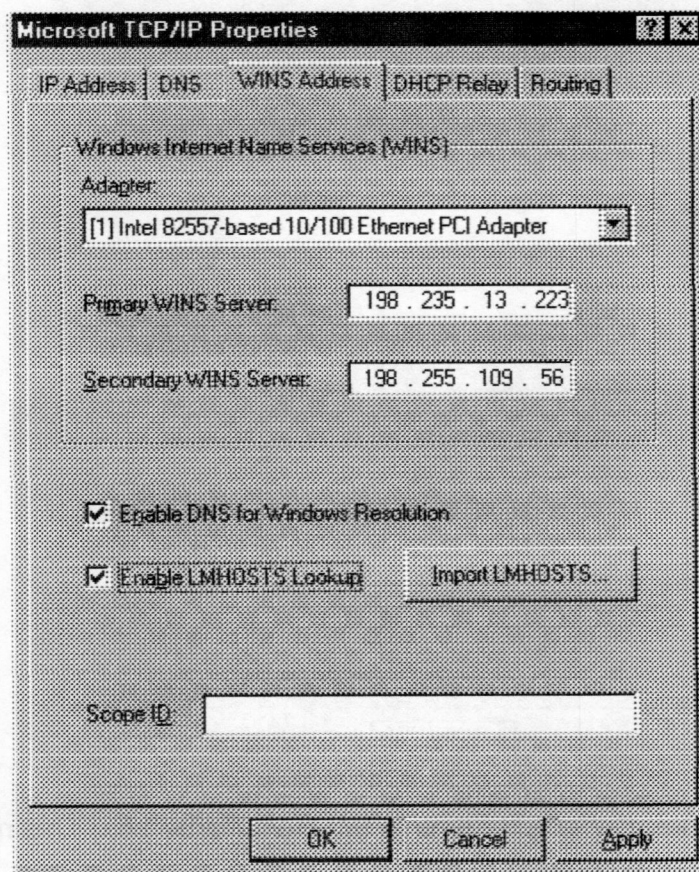 Microsoft TCP/IP Properties ? X
IP Address DNS WINS Address DHCP Relay Routing
Windows Internet Name Services (WINS)
Adapter:
[1] Intel 82557-based 10/100 Ethernet PCI Adapter
Primary WINS Server: 198 . 235 . 13 . 223
Secondary WINS Server: 198 . 255 . 109 . 56
Enable DNS for Windows Resolution
Enable LMHOSTS Lookup Import LMHOSTS...
Scope ID:
OK Cancel Apply